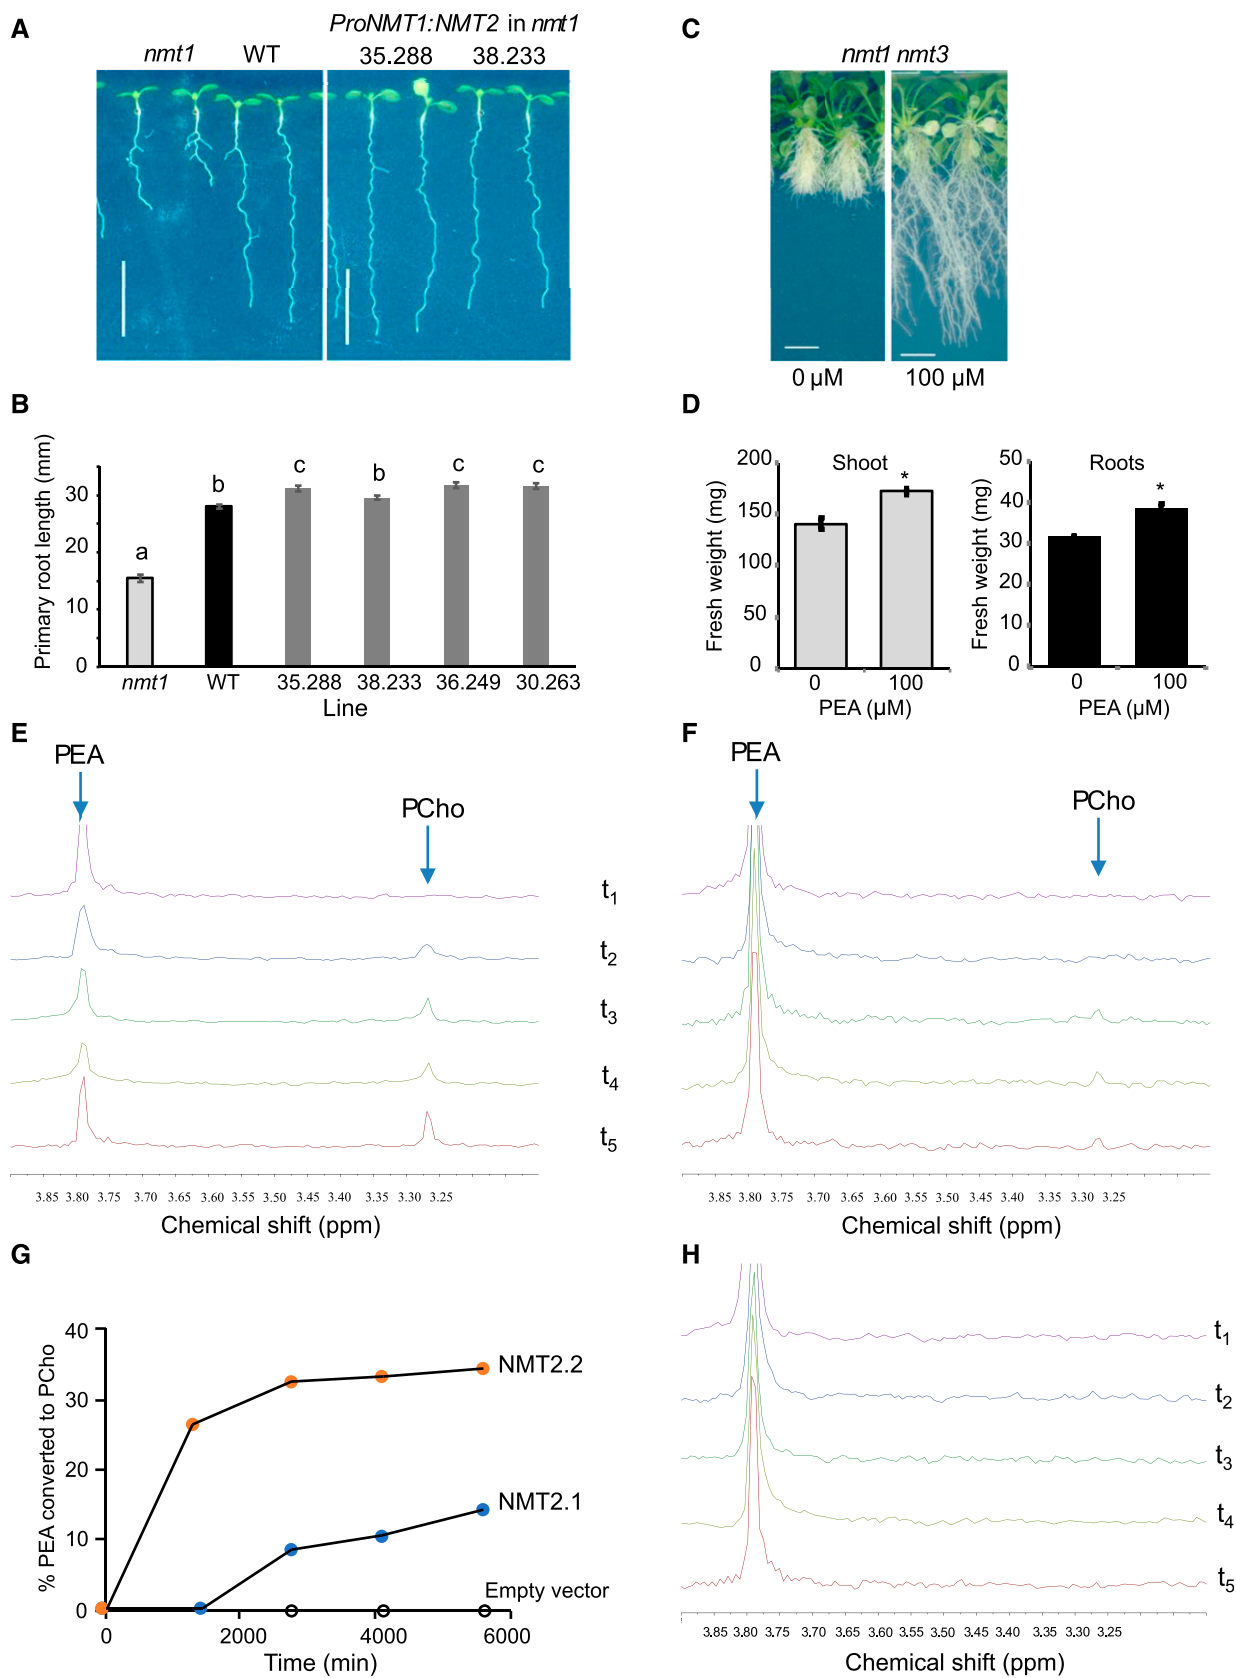 A
ProNMT1:NMT2 in nmt1
nmt1 WT 35.288 38.233
C
nmt1 nmt3
0 µM 100 µM
B
Primary root length (mm)
30
20
10
0
a b c b c c
nmt1 WT 35.288 38.233 36.249 30.263
Line
D
Shoot
Fresh weight (mg)
200
150
100
50
0
*
0 100
PEA (µM)
Roots
Fresh weight (mg)
50
40
30
20
10
0
*
0 100
PEA (µM)
E
PEA
PCho
t1
t2
t3
t4
t5
3.85 3.80 3.75 3.70 3.65 3.60 3.55 3.50 3.45 3.40 3.35 3.30 3.25
Chemical shift (ppm)
F
PEA
PCho
3.85 3.80 3.75 3.70 3.65 3.60 3.55 3.50 3.45 3.40 3.35 3.30 3.25
Chemical shift (ppm)
G
% PEA converted to PCho
40
30
20
10
0
NMT2.2
NMT2.1
Empty vector
0 2000 4000 6000
Time (min)
H
t1
t2
t3
t4
t5
3.85 3.80 3.75 3.70 3.65 3.60 3.55 3.50 3.45 3.40 3.35 3.30 3.25
Chemical shift (ppm)